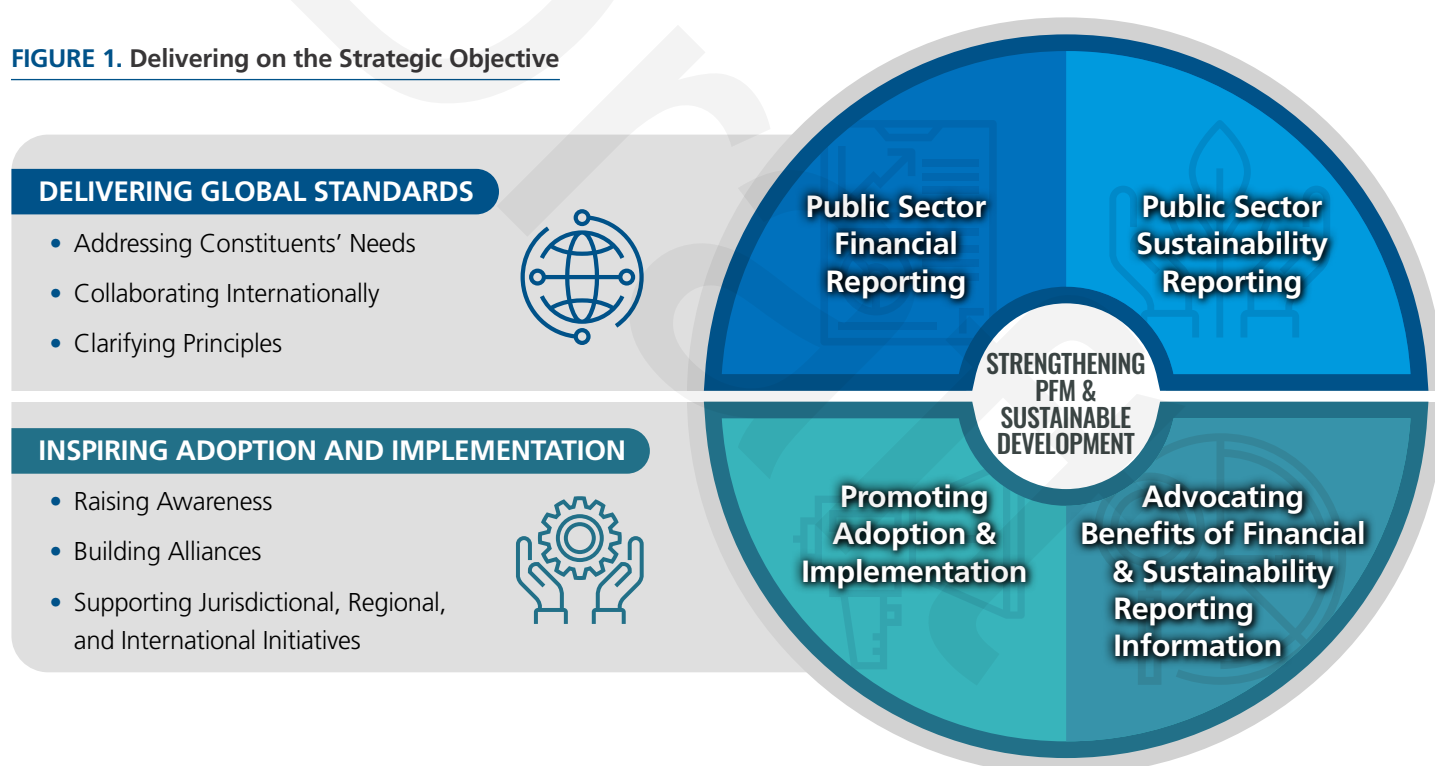 FIGURE 1. Delivering on the Strategic Objective
DELIVERING GLOBAL STANDARDS
• Addressing Constituents’ Needs
• Collaborating Internationally
• Clarifying Principles
INSPIRING ADOPTION AND IMPLEMENTATION
• Raising Awareness
• Building Alliances
• Supporting Jurisdictional, Regional,
and International Initiatives
Public Sector
Financial
Reporting
Public Sector
Sustainability
Reporting
STRENGTHENING
PFM &
SUSTAINABLE
DEVELOPMENT
Promoting
Adoption &
Implementation
Advocating
Benefits of Financial
& Sustainability
Reporting
Information